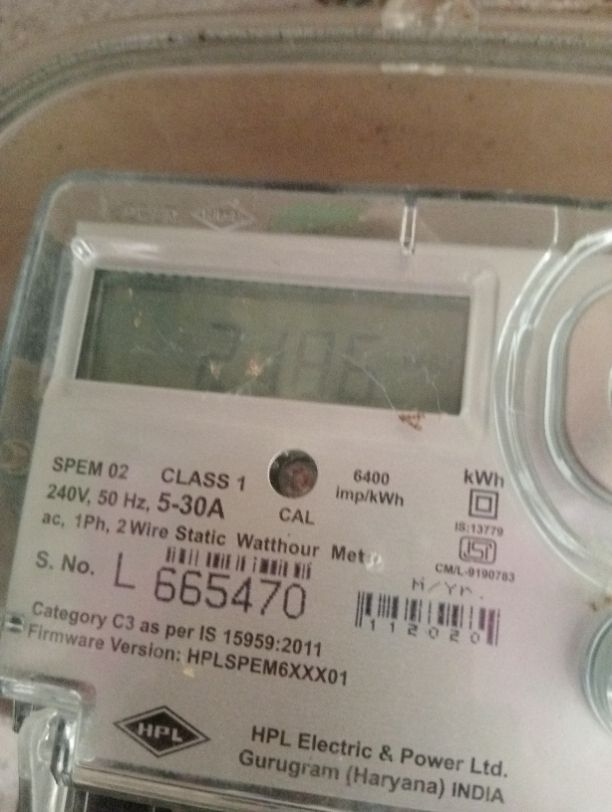 SPEM 02 CLASS 1
240V, 50 Hz, 5-30A
ac, 1Ph, 2 Wire Static Watthour
CAL
6400
imp/kWh
kWh
IS:13779
CM/L-9190783
S. No. L 665470
M/Yr.
112020
Category C3 as per IS 15959:2011
Firmware Version: HPLSPEM6XXX01
HPL
HPL Electric & Power Ltd.
Gurugram (Haryana) INDIA